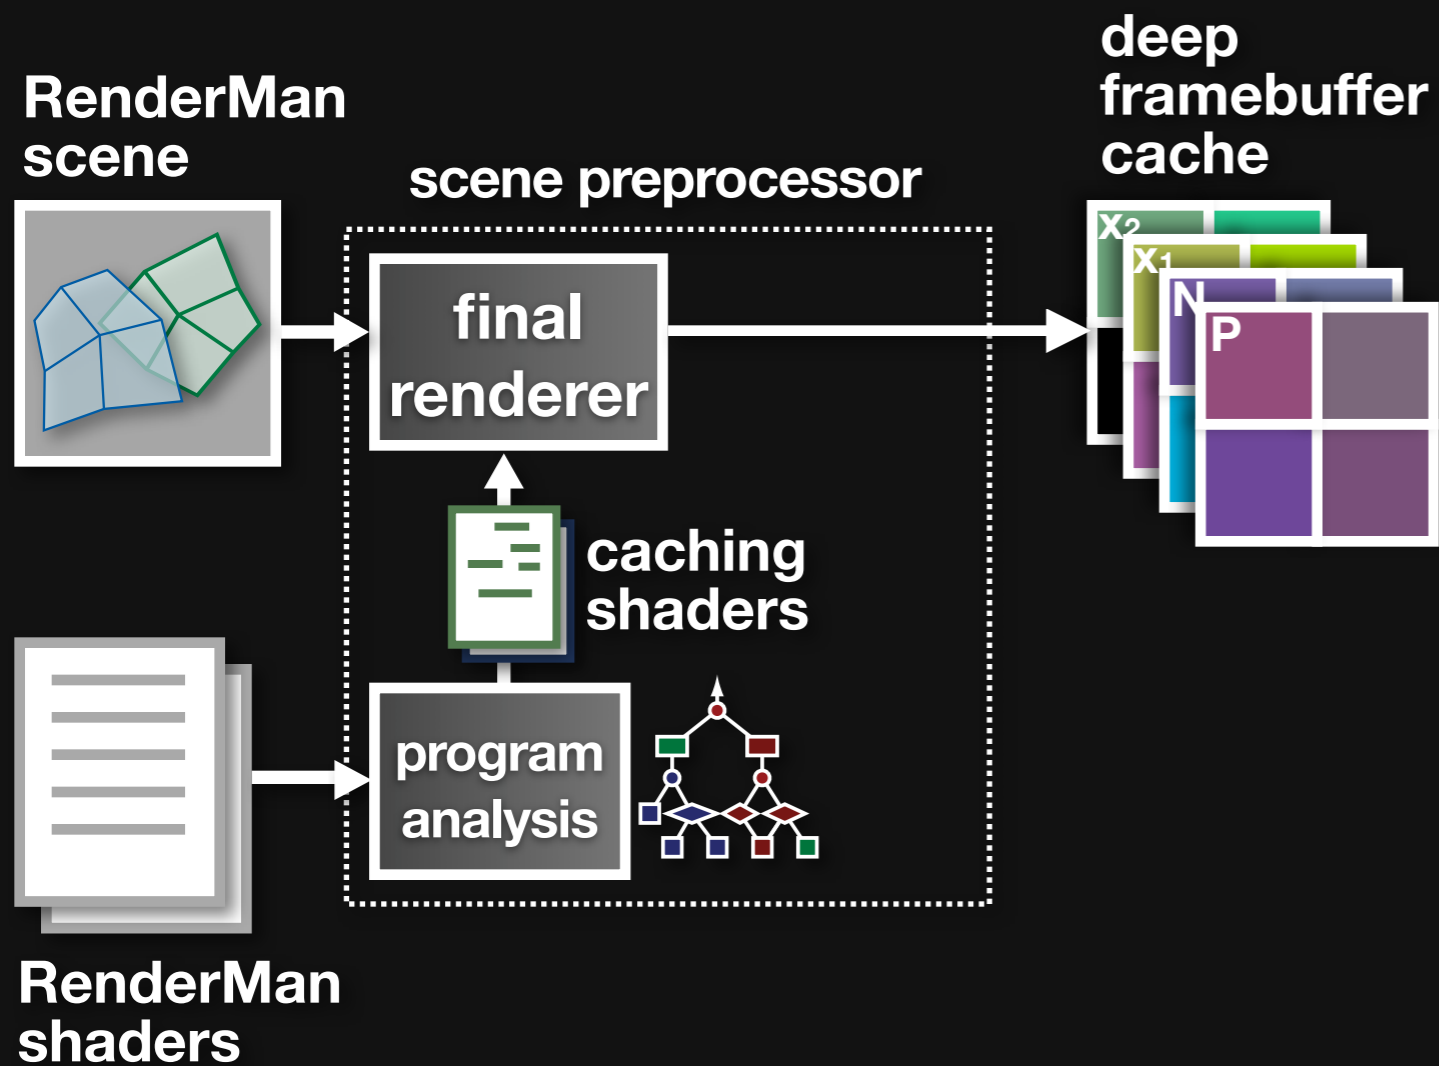 RenderMan
scene
scene preprocessor
deep
framebuffer
cache
final
renderer
x2
x1
N
P
caching
shaders
program
analysis
RenderMan
shaders